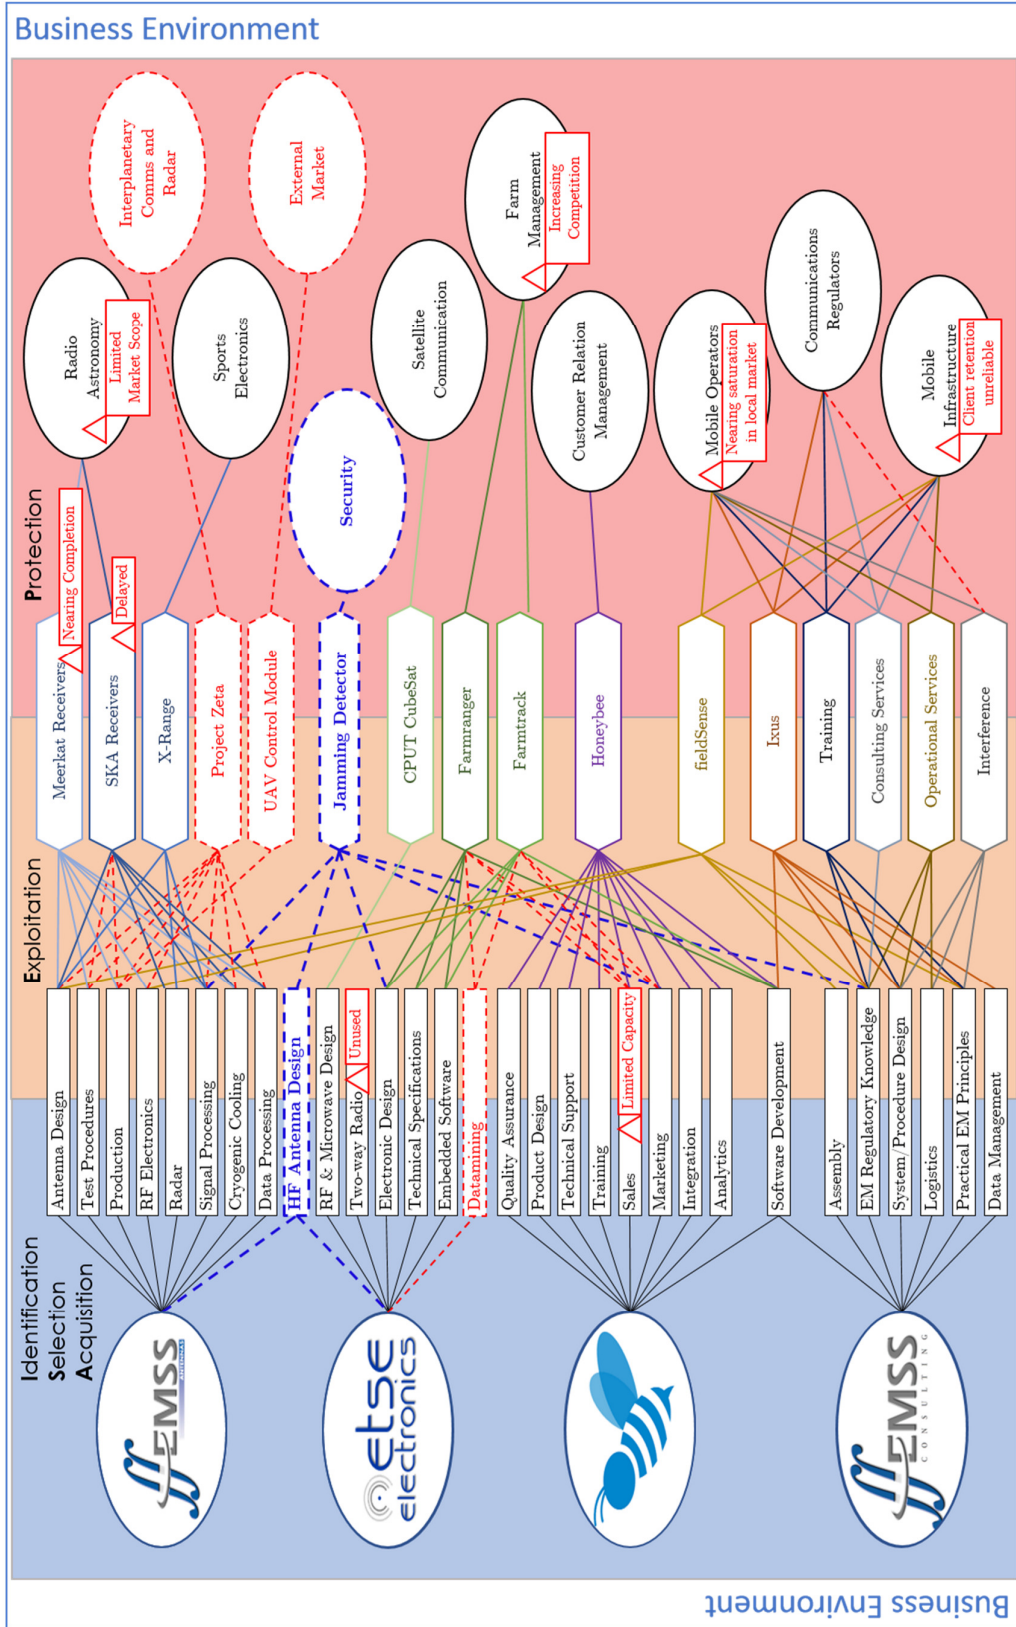 Business Environment
Identification
Selection
Acquisition
Exploitation
Protection
EMSS
ANTENNAS
etse
electronics
EMSS
CONSULTING
Antenna Design
Test Procedures
Production
RF Electronics
Radar
Signal Processing
Cryogenic Cooling
Data Processing
HF Antenna Design
RF & Microwave Design
Two-way Radio
Unused
Electronic Design
Technical Specifications
Embedded Software
Datamining
Quality Assurance
Product Design
Technical Support
Training
Sales
Limited Capacity
Marketing
Integration
Analytics
Software Development
Assembly
EM Regulatory Knowledge
System/Procedure Design
Logistics
Practical EM Principles
Data Management
Meerkat Receivers
Nearing Completion
SKA Receivers
Delayed
X-Range
Project Zeta
UAV Control Module
Jamming Detector
CPUT CubeSat
Farmranger
Farmtrack
Honeybee
fieldSense
Ixus
Training
Consulting Services
Operational Services
Interference
Radio
Astronomy
Limited
Market Scope
Interplanetary
Comms and
Radar
Sports
Electronics
External
Market
Security
Satellite
Communication
Farm
Management
Increasing
Competition
Customer Relation
Management
Mobile Operators
Nearing saturation
in local market
Communications
Regulators
Mobile
Infrastructure
Client retention
unreliable
Business Environment